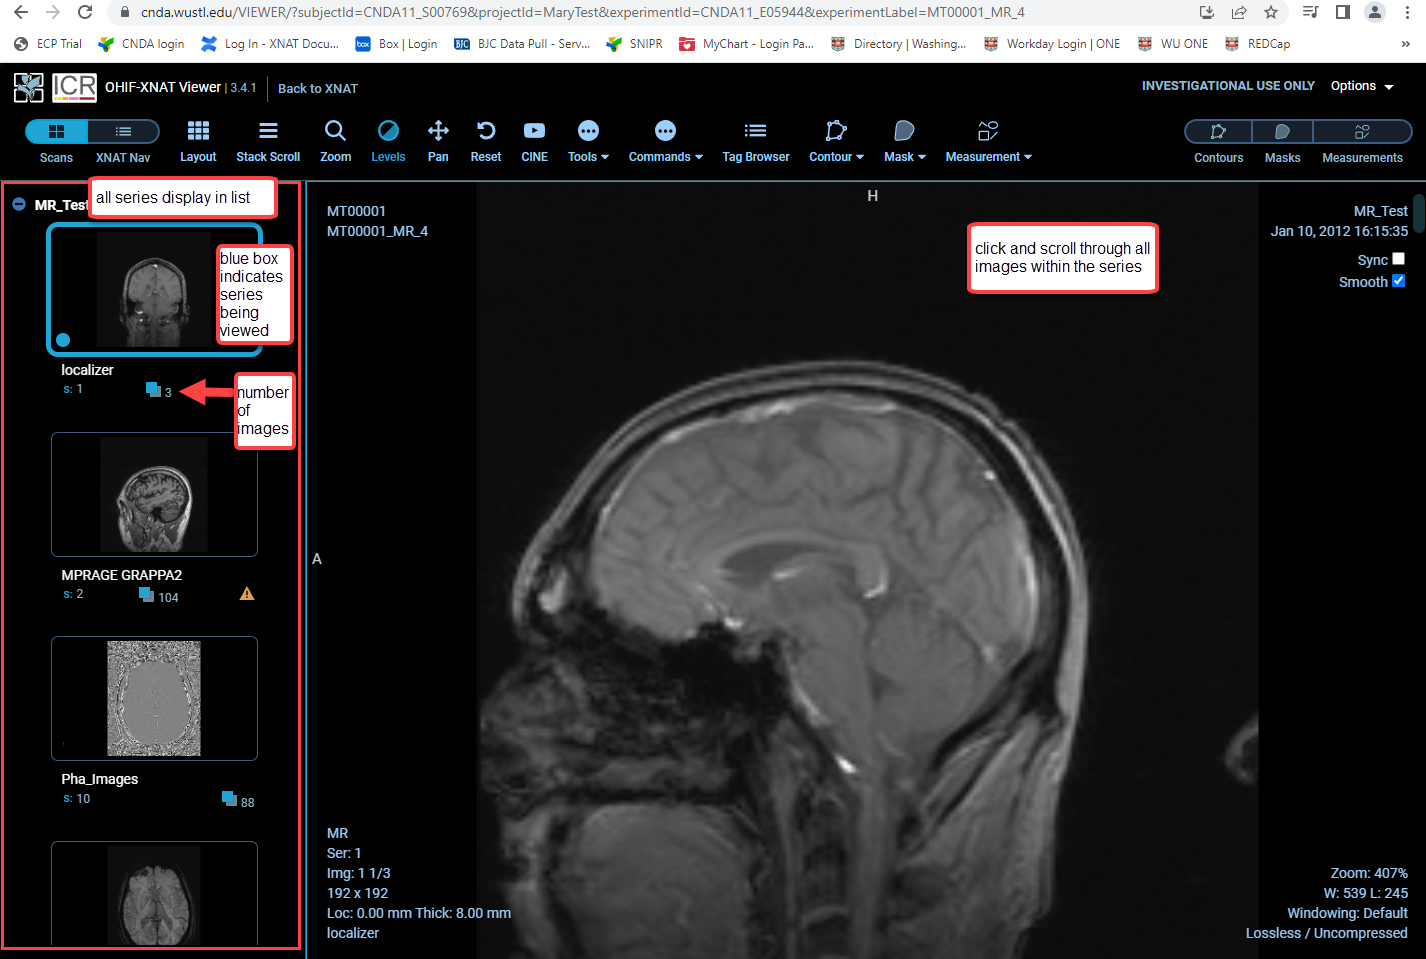 cnda.wustl.edu/VIEWER/?subjectId=CNDA11_S00769&projectId=MaryTest&experimentId=CNDA11_E05944&experimentLabel=MT00001_MR_4
ECP Trial
CNDA login
Log In - XNAT Docu...
box
Box | Login
BJC
BJC Data Pull - Serv...
SNIPR
MyChart - Login Pa...
Directory | Washing...
Workday Login | ONE
WU ONE
REDCap
»
ICR
OHIF-XNAT Viewer | 3.4.1
Back to XNAT
INVESTIGATIONAL USE ONLY
Options
Scans
XNAT Nav
Layout
Stack Scroll
Zoom
Levels
Pan
Reset
CINE
Tools
Commands
Tag Browser
Contour
Mask
Measurement
Contours
Masks
Measurements
MR_Test
all series display in list
blue box
indicates
series
being
viewed
localizer
s: 1
3
number
of
images
MPRAGE GRAPPA2
s: 2
104
Pha_Images
s: 10
88
MT00001
MT00001_MR_4
H
A
click and scroll through all
images within the series
MR_Test
Jan 10, 2012 16:15:35
Sync
Smooth
MR
Ser: 1
Img: 1 1/3
192 x 192
Loc: 0.00 mm Thick: 8.00 mm
localizer
Zoom: 407%
W: 539 L: 245
Windowing: Default
Lossless / Uncompressed